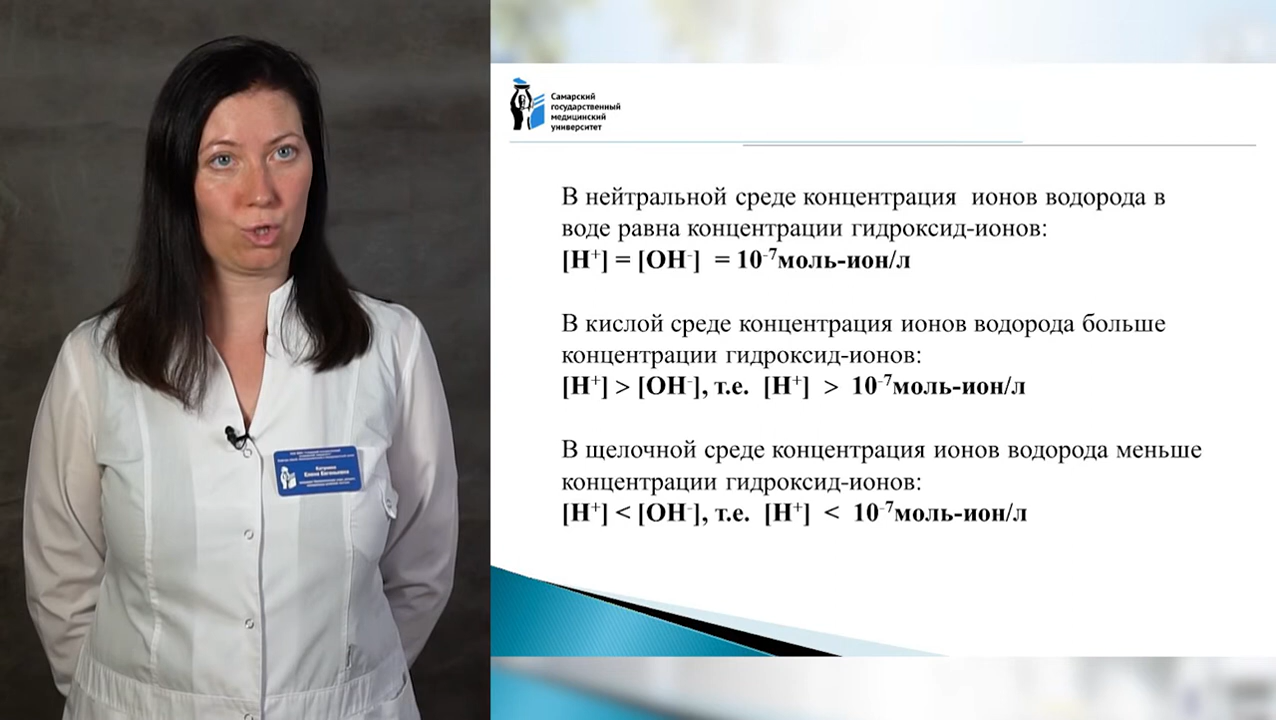 Самарский
государственный
медицинский
университет
В нейтральной среде концентрация ионов водорода в
воде равна концентрации гидроксид-ионов:
[H⁺] = [OH⁻] = 10⁻⁷моль-ион/л
В кислой среде концентрация ионов водорода больше
концентрации гидроксид-ионов:
[H⁺] > [OH⁻], т.е. [H⁺] > 10⁻⁷моль-ион/л
В щелочной среде концентрация ионов водорода меньше
концентрации гидроксид-ионов:
[H⁺] < [OH⁻], т.е. [H⁺] < 10⁻⁷моль-ион/л